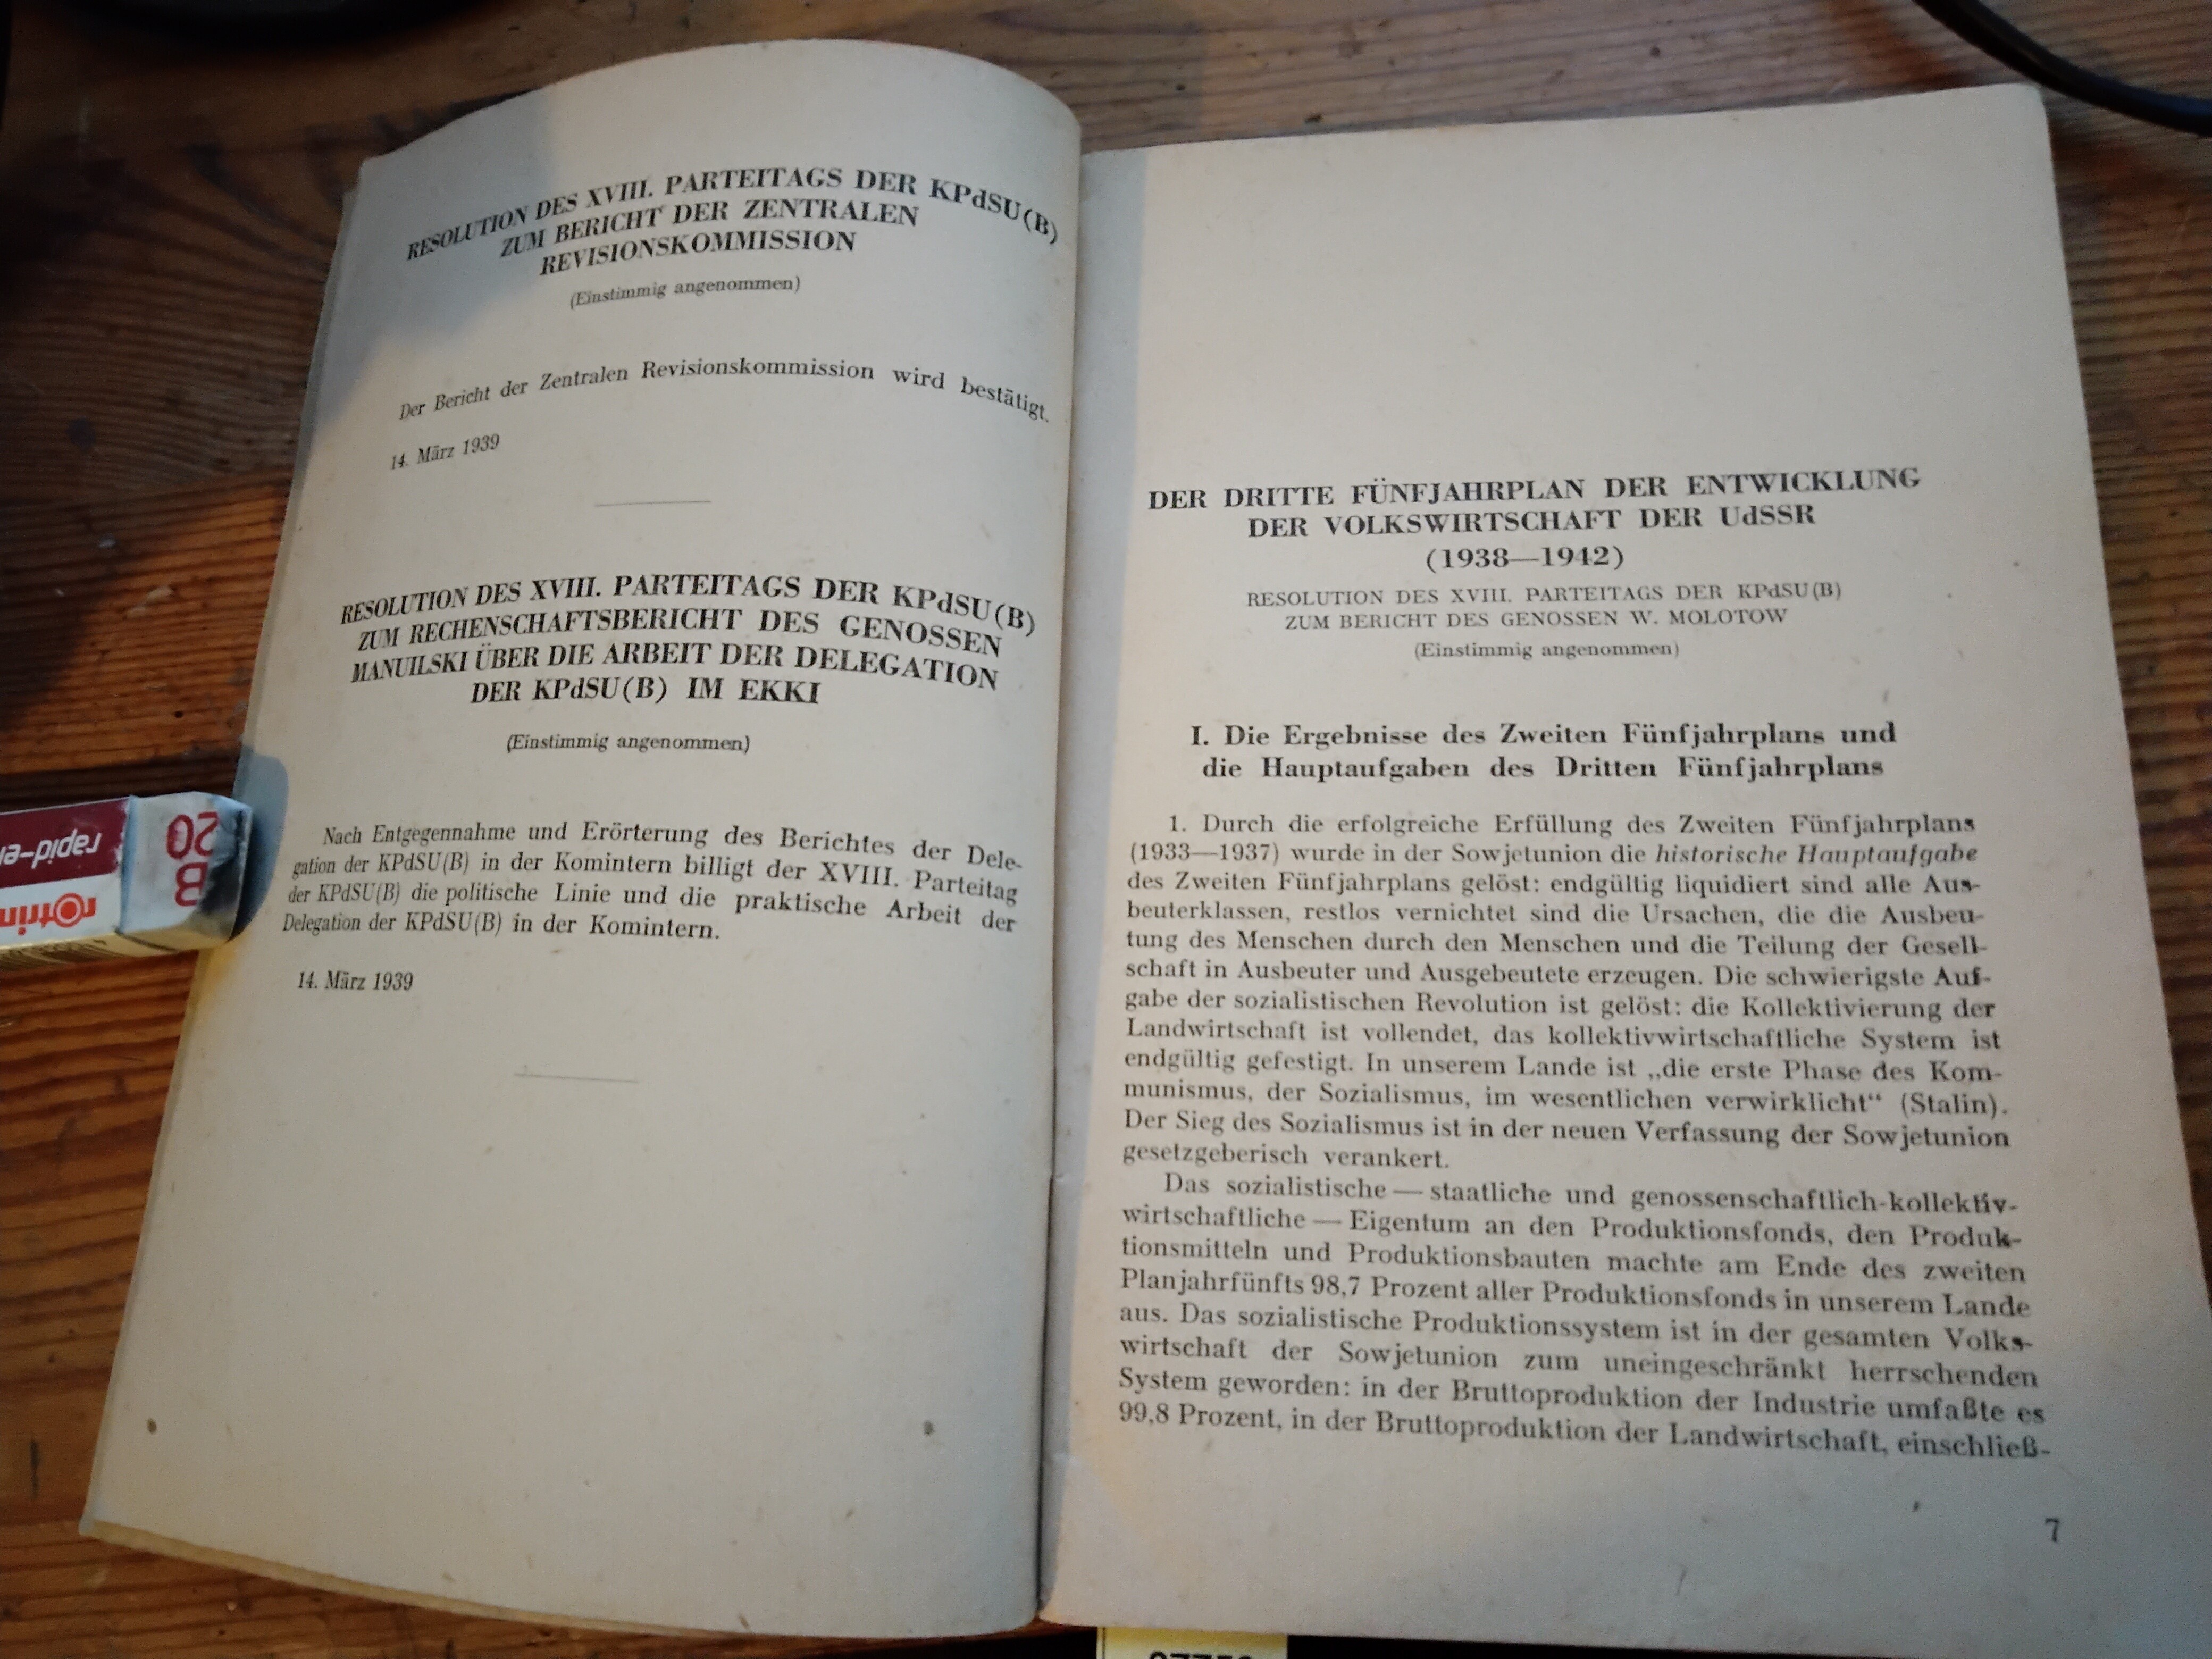 RESOLUTION DES XVIII. PARTEITAGS DER KPdSU(B)
ZUM BERICHT DER ZENTRALEN
REVISIONSKOMMISSION
(Einstimmig angenommen)
Der Bericht der Zentralen Revisionskommission wird bestätigt.
14. März 1939
RESOLUTION DES XVIII. PARTEITAGS DER KPdSU(B)
ZUM RECHENSCHAFTSBERICHT DES GENOSSEN
MANUILSKI ÜBER DIE ARBEIT DER DELEGATION
DER KPdSU(B) IM EKKI
(Einstimmig angenommen)
Nach Entgegennahme und Erörterung des Berichtes der Dele-
gation der KPdSU(B) in der Komintern billigt der XVIII. Parteitag
der KPdSU(B) die politische Linie und die praktische Arbeit der
Delegation der KPdSU(B) in der Komintern.
14. März 1939
DER DRITTE FÜNFJAHRPLAN DER ENTWICKLUNG
DER VOLKSWIRTSCHAFT DER UdSSR
(1938—1942)
RESOLUTION DES XVIII. PARTEITAGS DER KPdSU(B)
ZUM BERICHT DES GENOSSEN W. MOLOTOW
(Einstimmig angenommen)
I. Die Ergebnisse des Zweiten Fünfjahrplans und
die Hauptaufgaben des Dritten Fünfjahrplans
1. Durch die erfolgreiche Erfüllung des Zweiten Fünfjahrplans
(1933—1937) wurde in der Sowjetunion die historische Hauptaufgabe
des Zweiten Fünfjahrplans gelöst: endgültig liquidiert sind alle Aus-
beuterklassen, restlos vernichtet sind die Ursachen, die die Ausbeu-
tung des Menschen durch den Menschen und die Teilung der Gesell-
schaft in Ausbeuter und Ausgebeutete erzeugen. Die schwierigste Auf-
gabe der sozialistischen Revolution ist gelöst: die Kollektivierung der
Landwirtschaft ist vollendet, das kollektivwirtschaftliche System ist
endgültig gefestigt. In unserem Lande ist „die erste Phase des Kom-
munismus, der Sozialismus, im wesentlichen verwirklicht“ (Stalin).
Der Sieg des Sozialismus ist in der neuen Verfassung der Sowjetunion
gesetzgeberisch verankert.
Das sozialistische — staatliche und genossenschaftlich-kollektiv-
wirtschaftliche — Eigentum an den Produktionsfonds, den Produk-
tionsmitteln und Produktionsbauten machte am Ende des zweiten
Planjahrfünfts 98,7 Prozent aller Produktionsfonds in unserem Lande
aus. Das sozialistische Produktionssystem ist in der gesamten Volks-
wirtschaft der Sowjetunion zum uneingeschränkt herrschenden
System geworden: in der Bruttoproduktion der Industrie umfaßte es
99,8 Prozent, in der Bruttoproduktion der Landwirtschaft, einschließ-
7
B
20